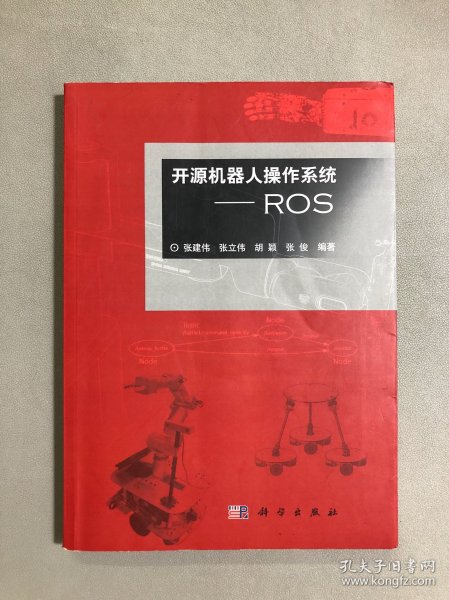 开源机器人操作系统
——ROS
⊙ 张建伟 张立伟 胡颖 张俊 编著
Topic
Node
Node
Node
科学出版社
孔夫子旧书网
www.kongfz.com